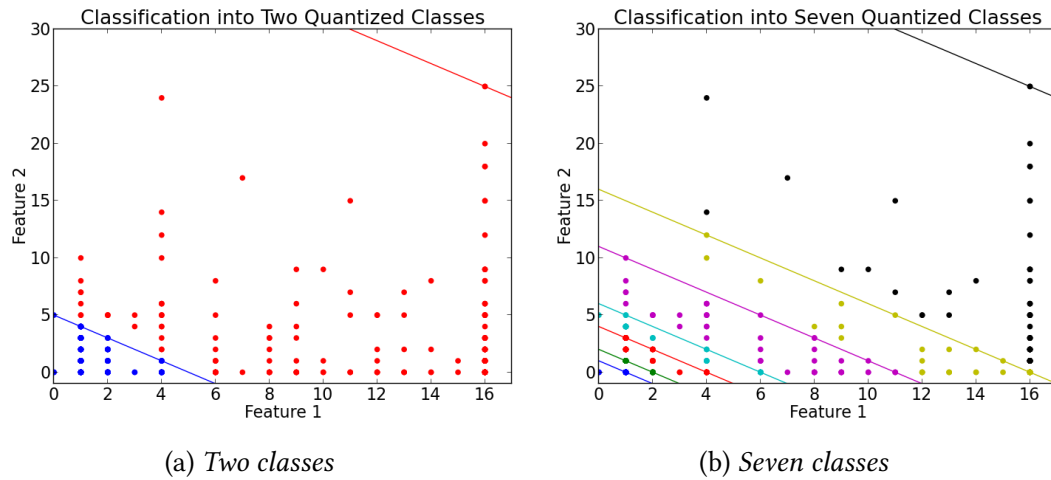 Classification into Two Quantized Classes
30
25
20
15
10
5
0
Feature 2
0 2 4 6 8 10 12 14 16
Feature 1
(a) Two classes
Classification into Seven Quantized Classes
30
25
20
15
10
5
0
Feature 2
0 2 4 6 8 10 12 14 16
Feature 1
(b) Seven classes